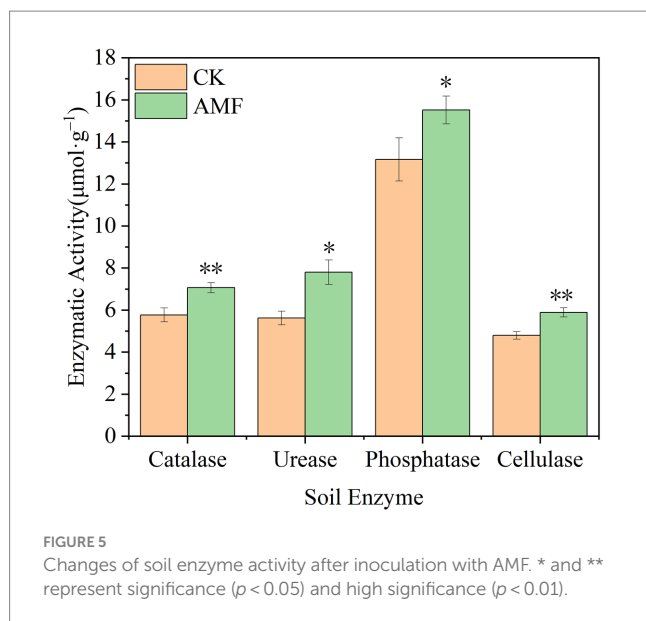 18
16
14
12
10
8
6
4
2
0
Enzymatic Activity(μmol·g⁻¹)
CK
AMF
**
*
*
**
Catalase Urease Phosphatase Cellulase
Soil Enzyme
FIGURE 5
Changes of soil enzyme activity after inoculation with AMF. * and **
represent significance (p < 0.05) and high significance (p < 0.01).